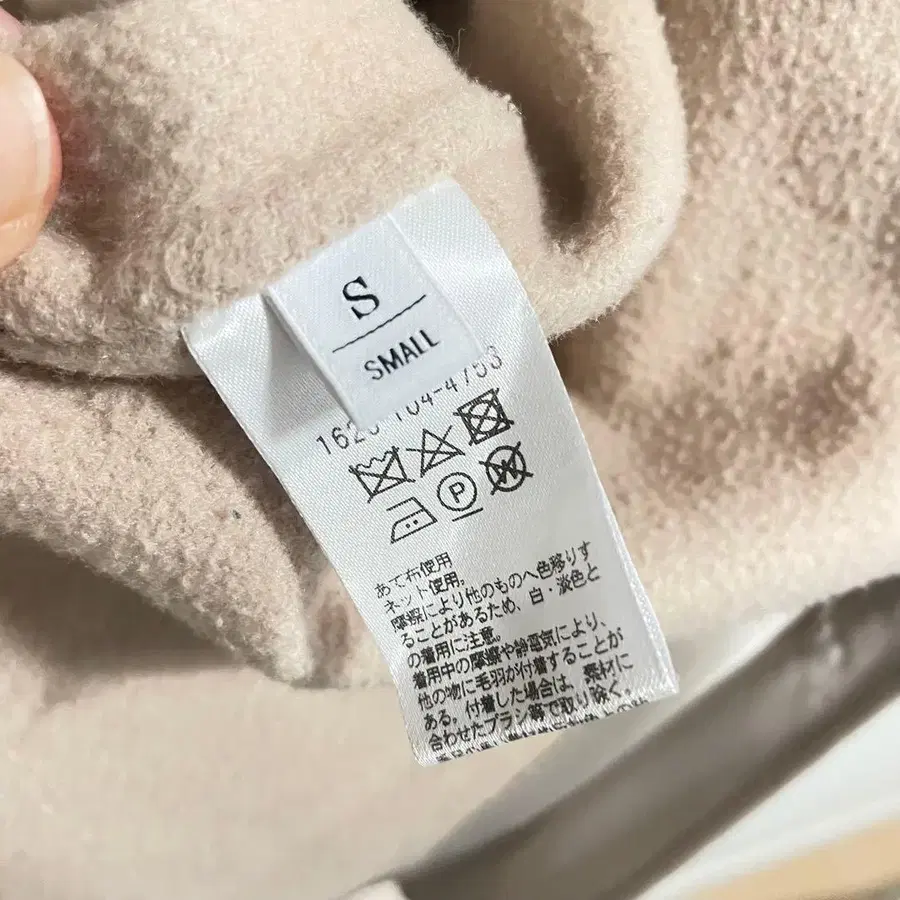 S
SMALL
P
W
あて布使用
ネット使用。
摩擦により他のものへ色移りす
ることがあるため、白・淡色と
の着用に注意。
着用中の摩擦や静電気により、
他の物に毛羽が付着することが
ある。付着した場合は、素材に
合わせたブラシ等で取り除く。